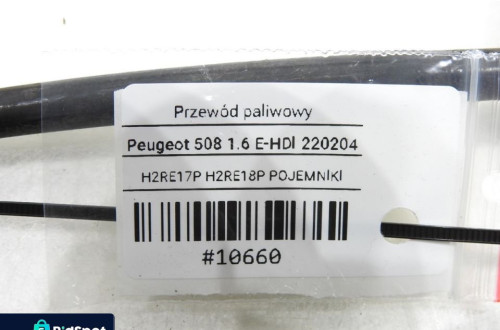 Przewód paliwowy
Peugeot 508 1.6 E-HDI 220204
H2RE17P H2RE18P POJEMNIKI
#10660